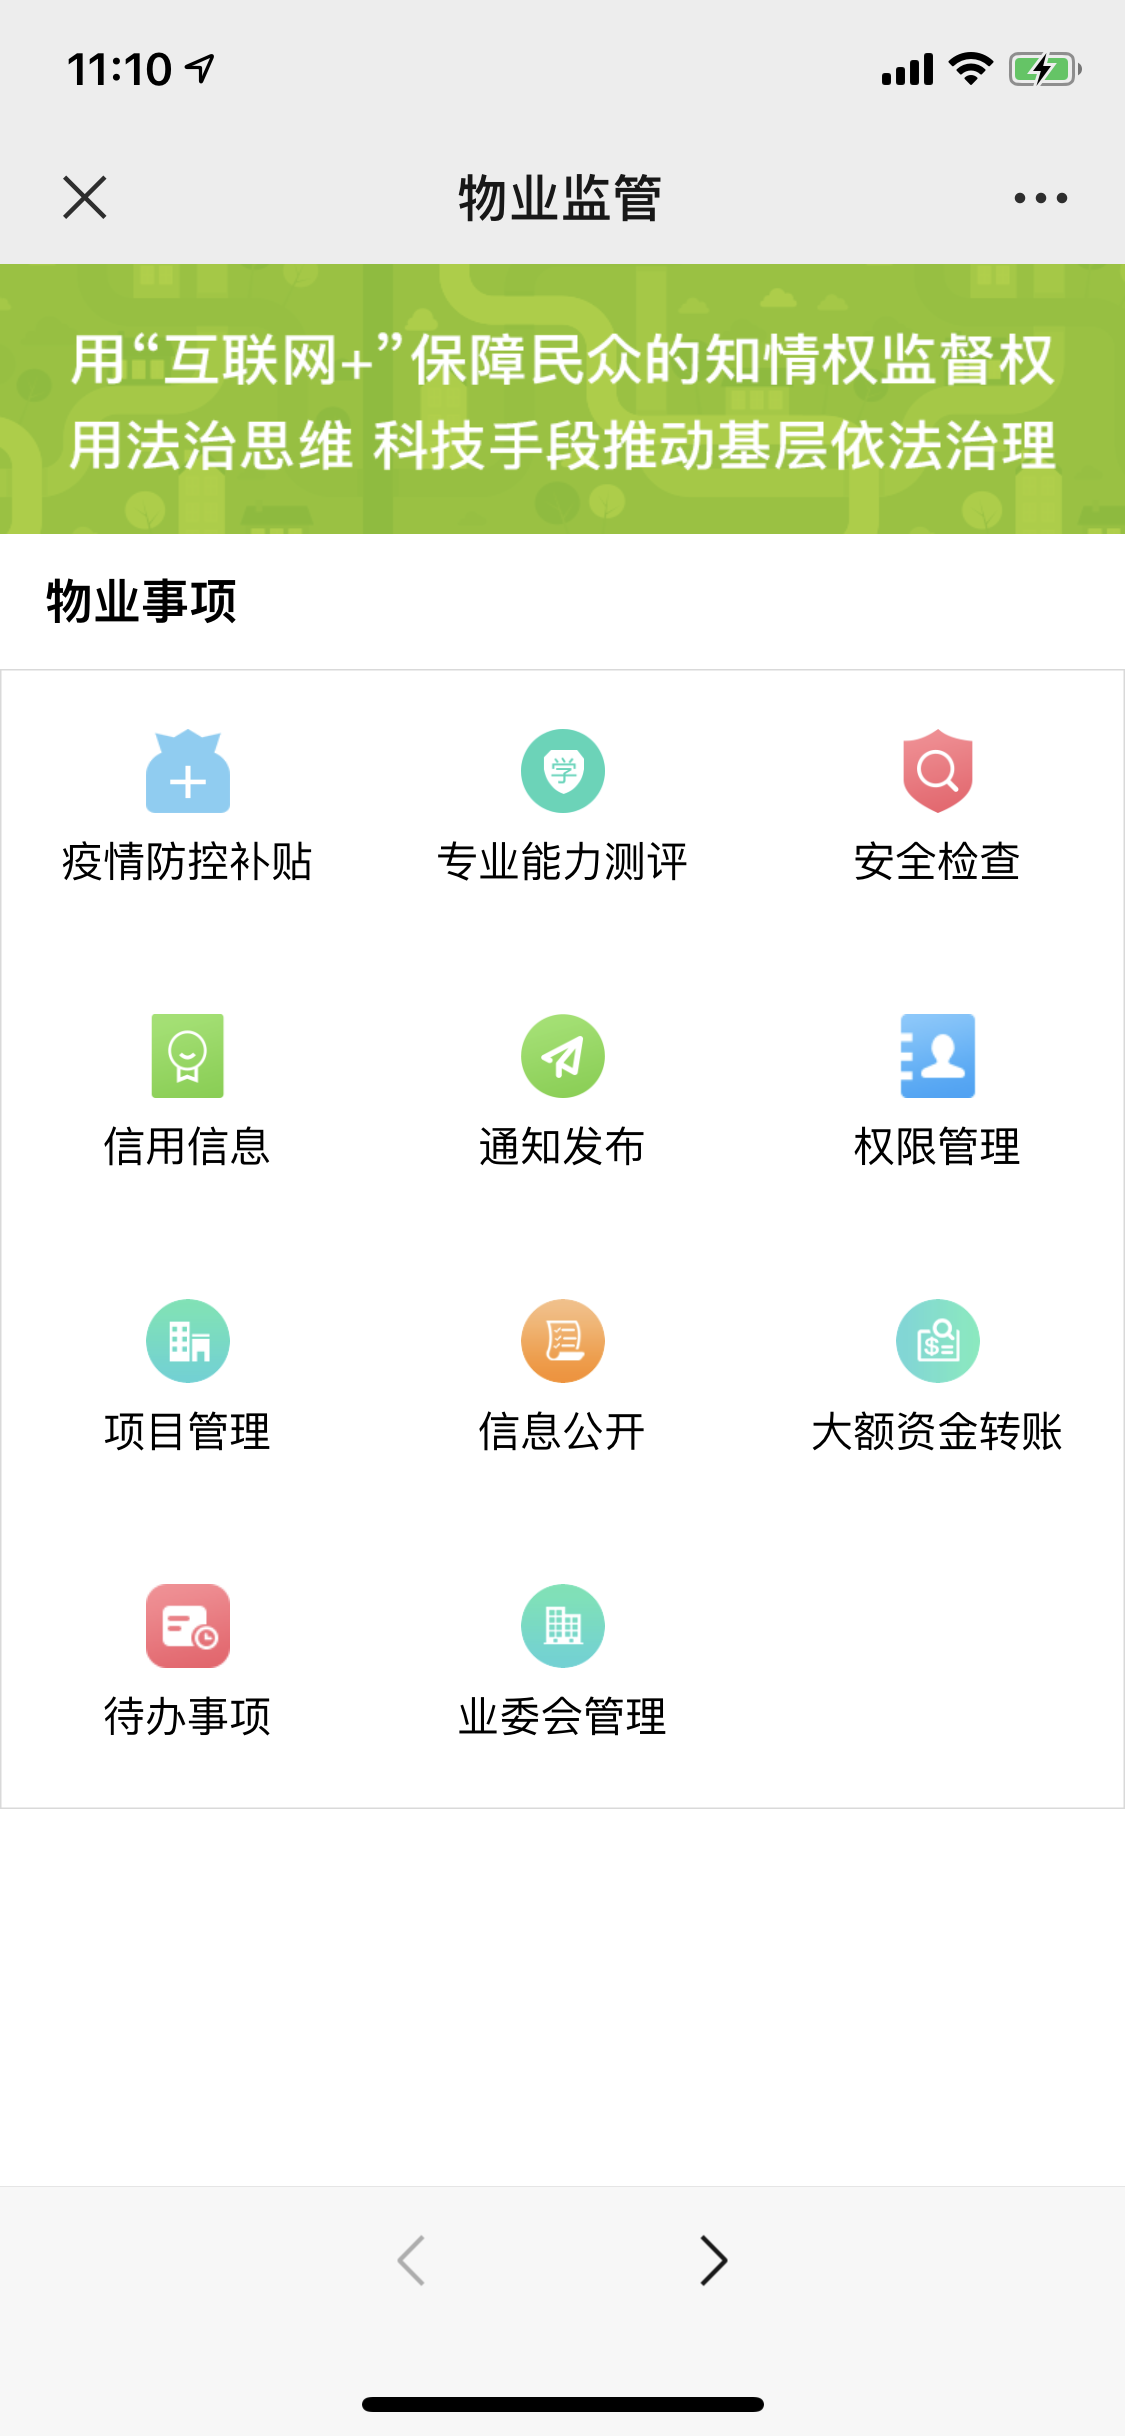 11:10
物业监管
用“互联网+”保障民众的知情权监督权
用法治思维 科技手段推动基层依法治理
物业事项
学
疫情防控补贴
专业能力测评
安全检查
信用信息
通知发布
权限管理
$
项目管理
信息公开
大额资金转账
待办事项
业委会管理